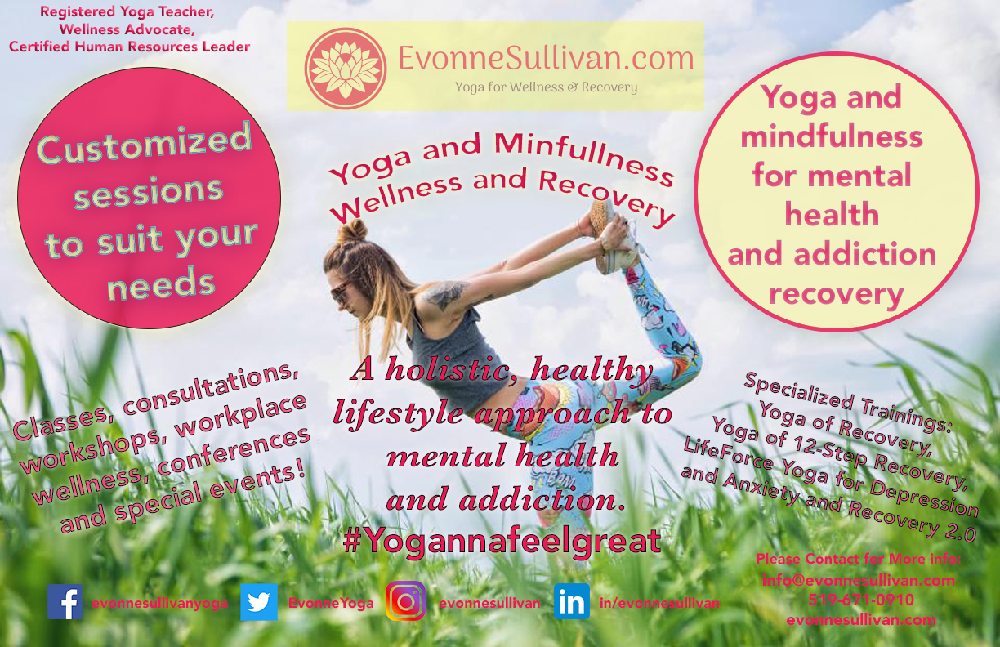 Registered Yoga Teacher,
Wellness Advocate,
Certified Human Resources Leader
EvonneSullivan.com
Yoga for Wellness & Recovery
Customized
sessions
to suit your
needs
Yoga and Minfullness
Wellness and Recovery
Yoga and
mindfulness
for mental
health
and addiction
recovery
Classes, consultations,
workshops, workplace
wellness, conferences
and special events!
A holistic, healthy
lifestyle approach to
mental health
and addiction.
#Yogannafeelgreat
Specialized Trainings:
Yoga of Recovery,
Yoga of 12-Step Recovery,
LifeForce Yoga for Depression
and Anxiety and Recovery 2.0
Please Contact for More info:
info@evonnesullivan.com
519-671-0910
evonnesullivan.com
evonnesullivanyoga
EvonneYoga
evonnesullivan
in/evonnesullivan